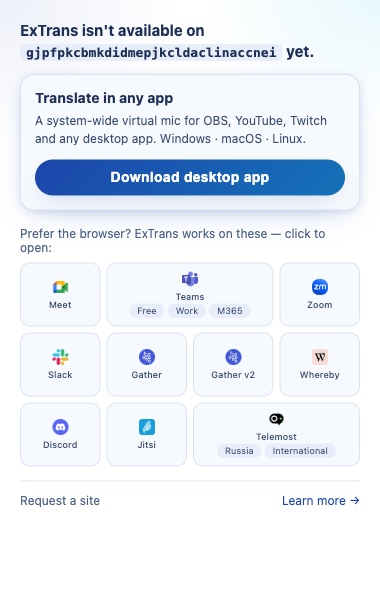 ExTrans isn't available on
gjpfpkcbmkdidmepjkcldaclinaccnei yet.
Translate in any app
A system-wide virtual mic for OBS, YouTube, Twitch
and any desktop app. Windows · macOS · Linux.
Download desktop app
Prefer the browser? ExTrans works on these — click to
open:
Meet
Teams
Free Work M365
zm
Zoom
Slack
Gather
Gather v2
W
Whereby
Discord
Jitsi
Telemost
Russia International
Request a site
Learn more →